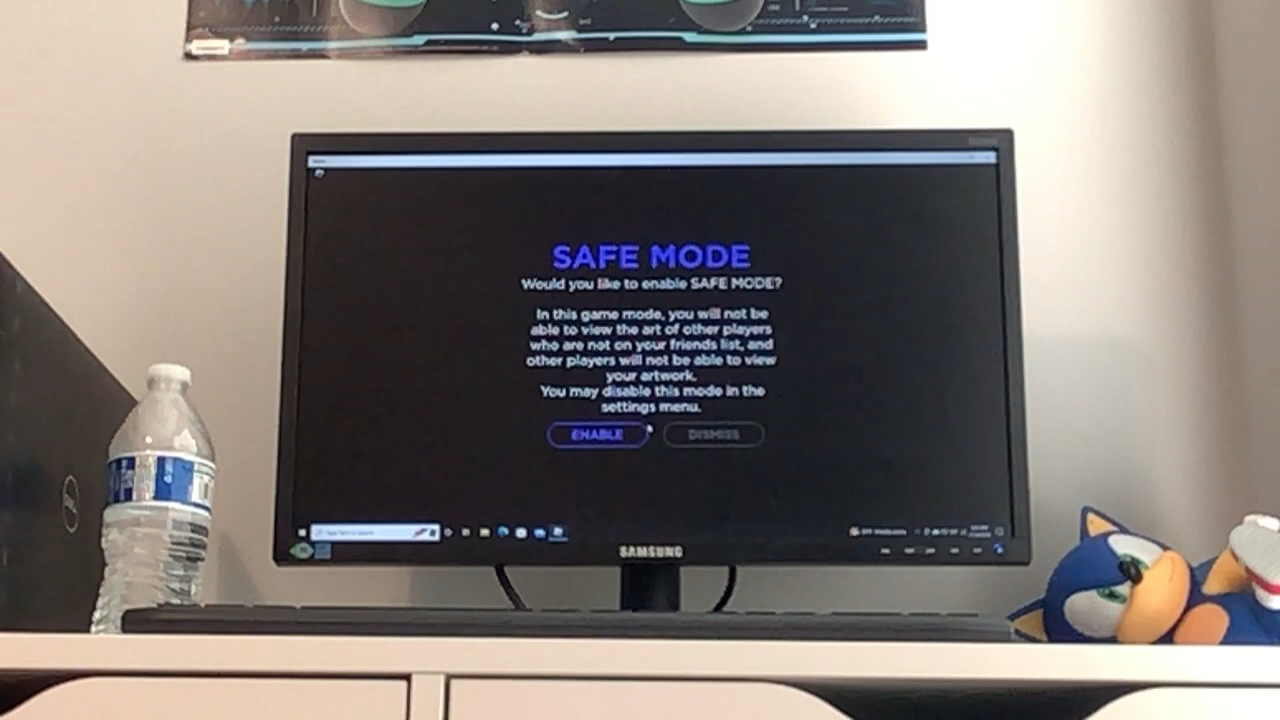 SAFE MODE
Would you like to enable SAFE MODE?
In this game mode, you will not be
able to view the art of other players
who are not on your friends list, and
other players will not be able to view
your artwork.
You may disable this mode in the
settings menu.
ENABLE DISMISS
SAMSUNG